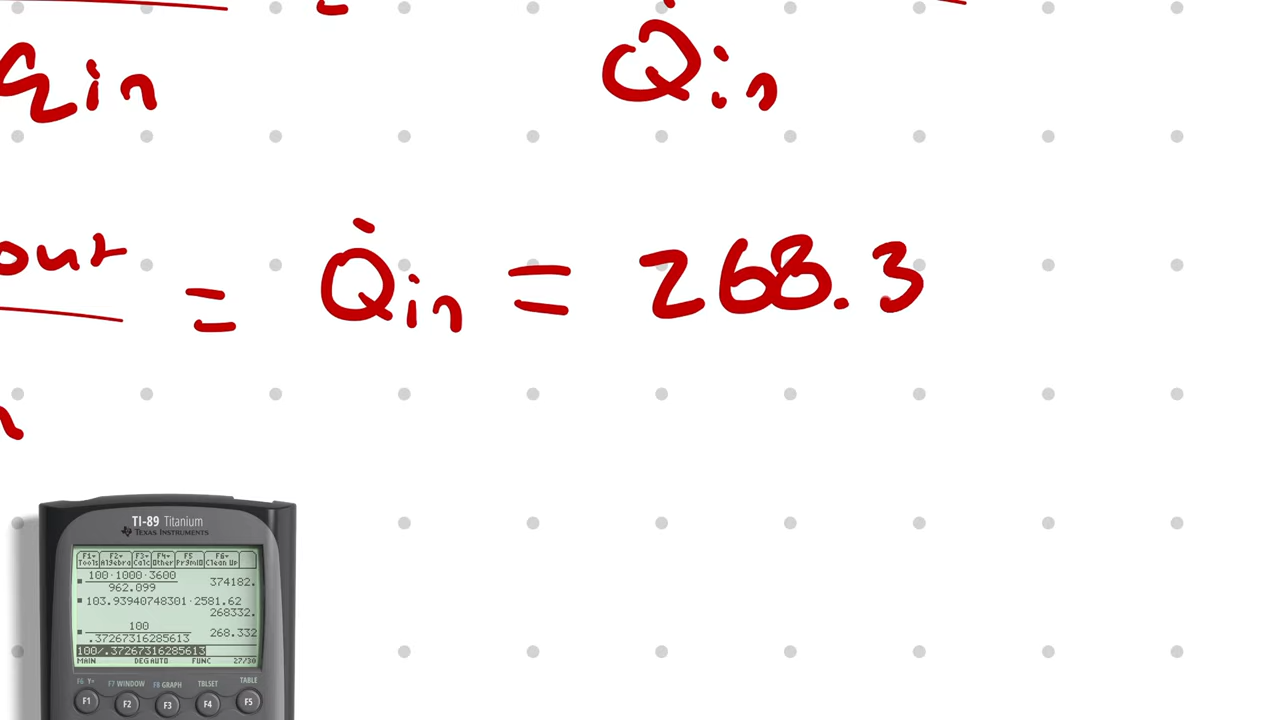 q in Q̇ in
out = Q̇ in = 268.3
n
TI-89 Titanium
TEXAS INSTRUMENTS
F1 Tools F2 Algebra F3 Calc F4 Other F5 PrgmIO F6 Clean Up
100·1000·3600 / 962.099 374182.
103.93940748301·2581.62
268332.
100 / .37267316285613 268.332
100/.37267316285613
MAIN DEG AUTO FUNC 27/30
F6 Y= F7 WINDOW F8 GRAPH TBLSET TABLE
F1 F2 F3 F4 F5